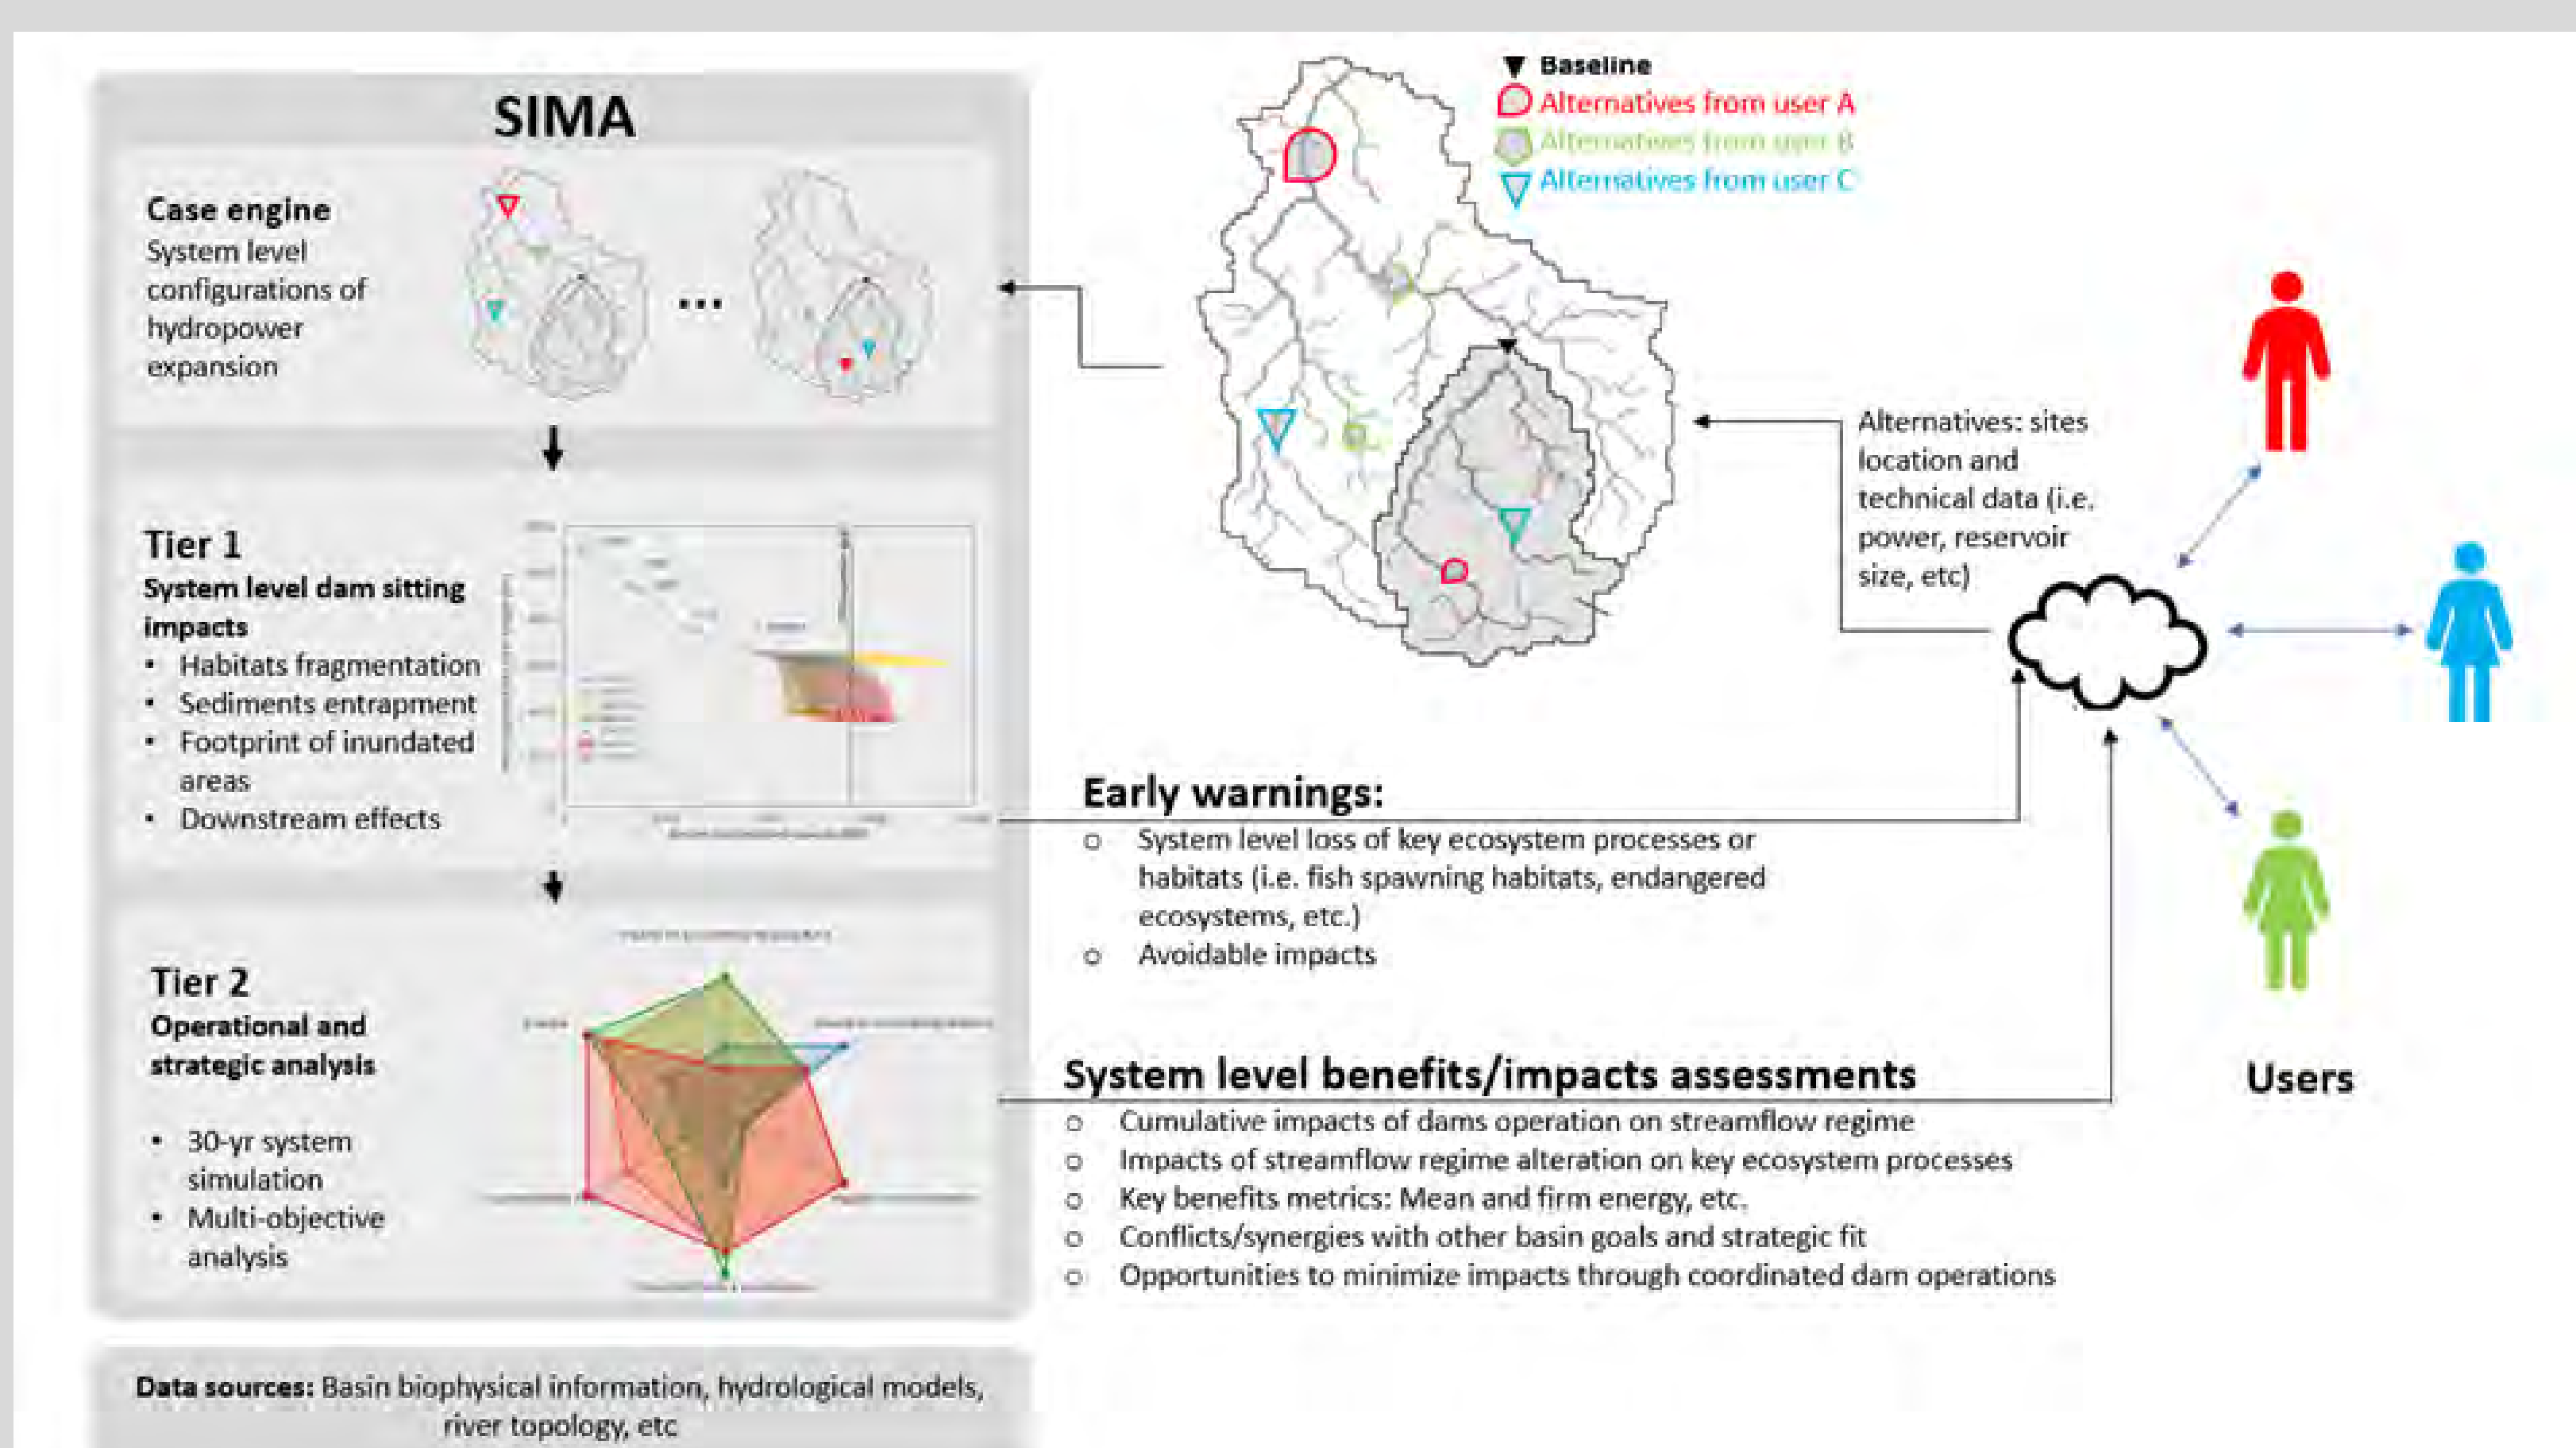 SIMA
Case engine
System level
configurations of
hydropower
expansion
Tier 1
System level dam sitting
impacts
• Habitats fragmentation
• Sediments entrapment
• Footprint of inundated
areas
• Downstream effects
Tier 2
Operational and
strategic analysis
• 30-yr system
simulation
• Multi-objective
analysis
Data sources: Basin biophysical information, hydrological models,
river topology, etc
Baseline
Alternatives from user A
Alternatives from user B
Alternatives from user C
Alternatives: sites
location and
technical data (i.e.
power, reservoir
size, etc)
Early warnings:
o System level loss of key ecosystem processes or
habitats (i.e. fish spawning habitats, endangered
ecosystems, etc.)
o Avoidable impacts
System level benefits/impacts assessments
o Cumulative impacts of dams operation on streamflow regime
o Impacts of streamflow regime alteration on key ecosystem processes
o Key benefits metrics: Mean and firm energy, etc.
o Conflicts/synergies with other basin goals and strategic fit
o Opportunities to minimize impacts through coordinated dam operations
Users